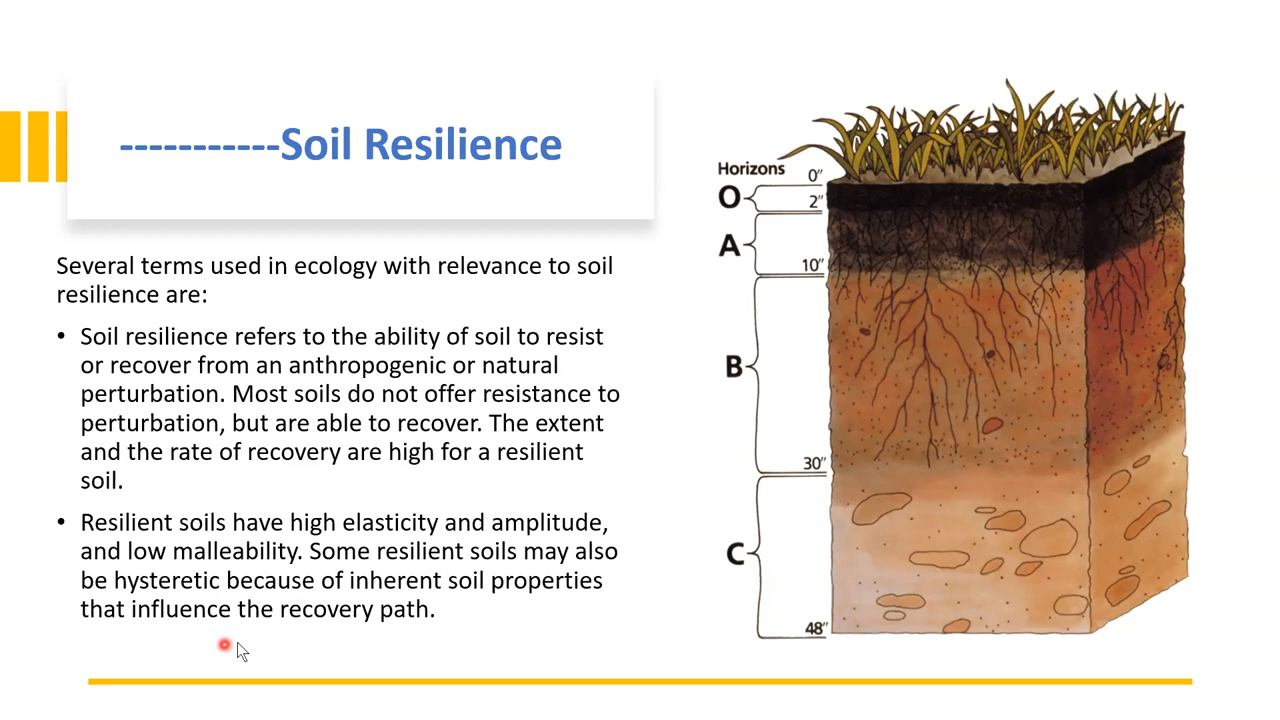 -----------Soil Resilience
Several terms used in ecology with relevance to soil
resilience are:
• Soil resilience refers to the ability of soil to resist
or recover from an anthropogenic or natural
perturbation. Most soils do not offer resistance to
perturbation, but are able to recover. The extent
and the rate of recovery are high for a resilient
soil.
• Resilient soils have high elasticity and amplitude,
and low malleability. Some resilient soils may also
be hysteretic because of inherent soil properties
that influence the recovery path.
Horizons
0"
O
2"
A
10"
B
30"
C
48"